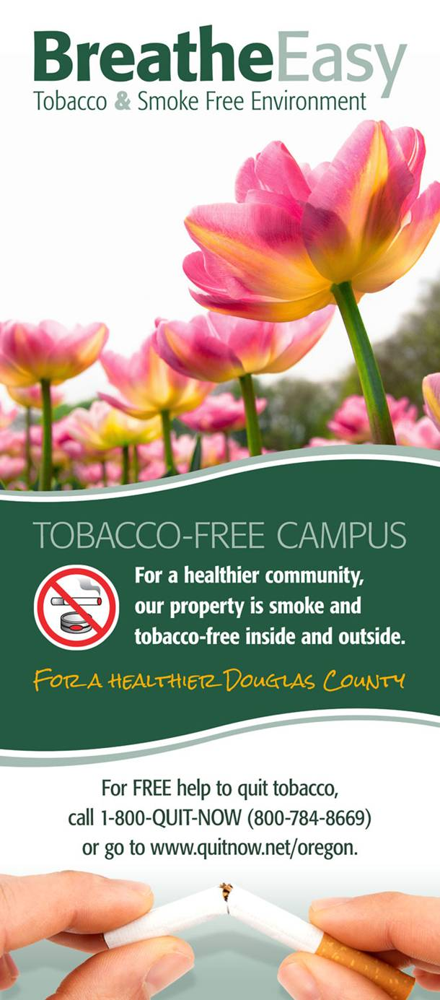 BreatheEasy
Tobacco & Smoke Free Environment
TOBACCO-FREE CAMPUS
For a healthier community,
our property is smoke and
tobacco-free inside and outside.
For a healthier Douglas County
For FREE help to quit tobacco,
call 1-800-QUIT-NOW (800-784-8669)
or go to www.quitnow.net/oregon.